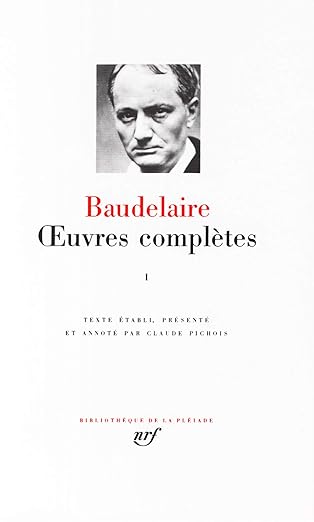 Baudelaire
Œuvres complètes
I
TEXTE ÉTABLI, PRÉSENTÉ
ET ANNOTÉ PAR CLAUDE PICHOIS
BIBLIOTHÈQUE DE LA PLÉIADE
nrf